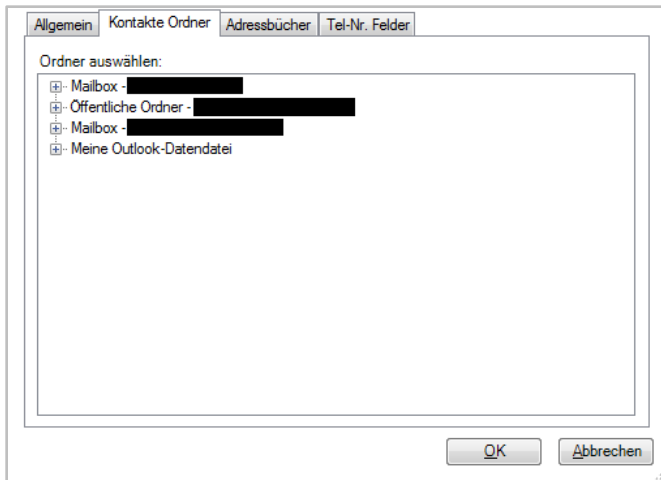 Allgemein Kontakte Ordner Adressbücher Tel-Nr. Felder
Ordner auswählen:
Mailbox -
Öffentliche Ordner -
Mailbox -
Meine Outlook-Datendatei
OK Abbrechen